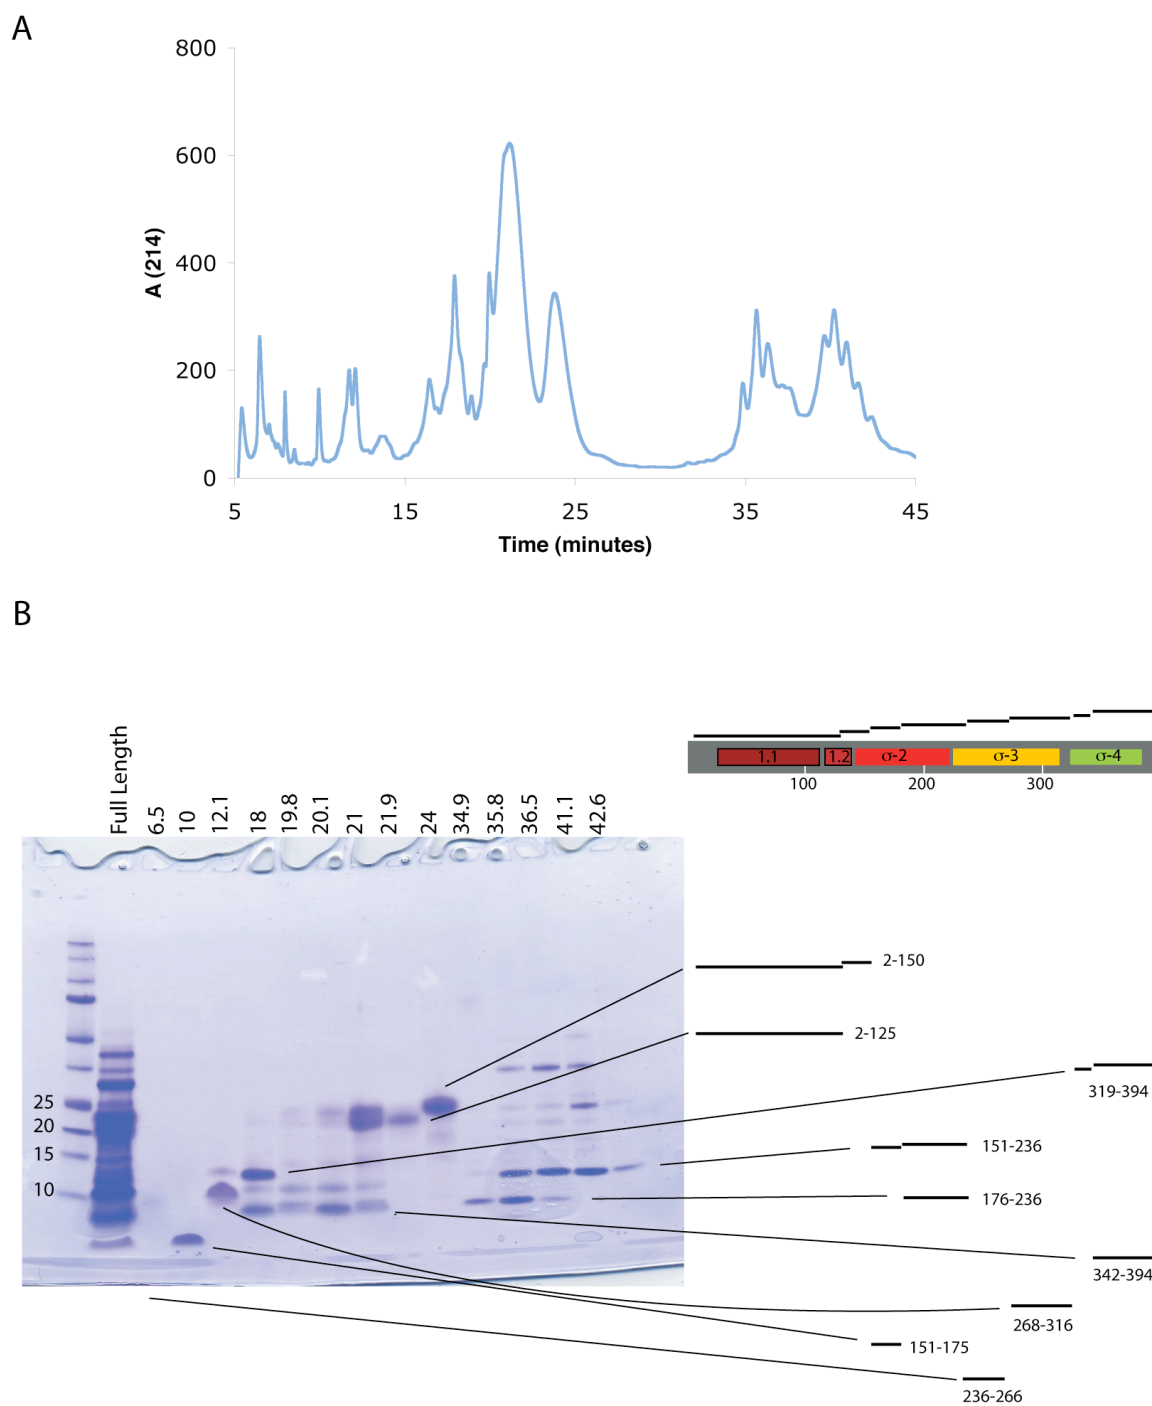 A
800
600
400
200
0
A (214)
5 15 25 35 45
Time (minutes)
B
Full Length 6.5 10 12.1 18 19.8 20.1 21 21.9 24 34.9 35.8 36.5 41.1 42.6
1.1 1.2 σ-2 σ-3 σ-4
100 200 300
25
20
15
10
2-150
2-125
319-394
151-236
176-236
342-394
268-316
151-175
236-266